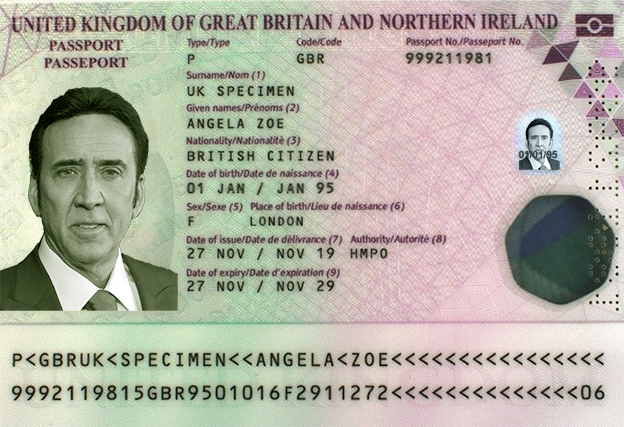 UNITED KINGDOM OF GREAT BRITAIN AND NORTHERN IRELAND
PASSPORT
PASSEPORT
Type/Type Code/Code Passport No./Passeport No.
P GBR 999211981
Surname/Nom (1)
UK SPECIMEN
Given names/Prénoms (2)
ANGELA ZOE
Nationality/Nationalité (3)
BRITISH CITIZEN
Date of birth/Date de naissance (4)
01 JAN / JAN 95
Sex/Sexe (5) Place of birth/Lieu de naissance (6)
F LONDON
Date of issue/Date de délivrance (7) Authority/Autorité (8)
27 NOV / NOV 19 HMPO
Date of expiry/Date d'expiration (9)
27 NOV / NOV 29
01/01/95
P<GBRUK<SPECIMEN<<ANGELA<ZOE<<<<<<<<<<<<<<<<
9992119815GBR9501016F2911272<<<<<<<<<<<<<<06